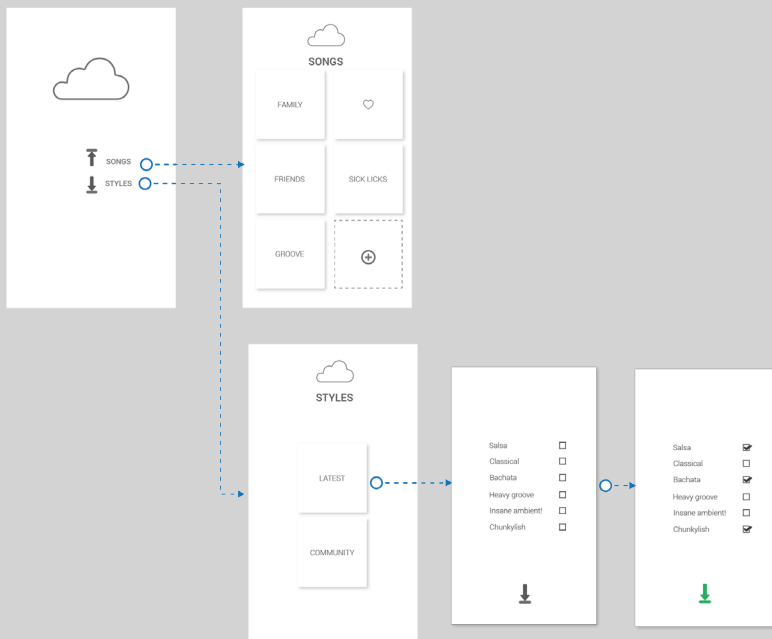 SONGS
STYLES
SONGS
FAMILY
FRIENDS
SICK LICKS
GROOVE
STYLES
LATEST
COMMUNITY
Salsa
Classical
Bachata
Heavy groove
Insane ambient!
Chunkylish
Salsa
Classical
Bachata
Heavy groove
Insane ambient!
Chunkylish